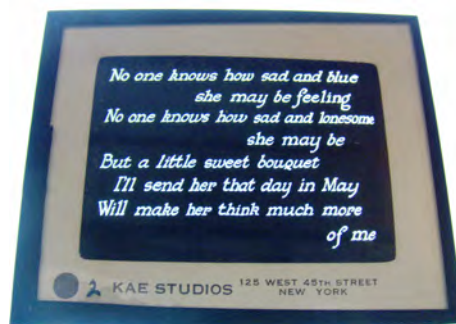 No one knows how sad and blue
she may be feeling
No one knows how sad and lonesome
she may be
But a little sweet bouquet
I'll send her that day in May
Will make her think much more
of me
2 KAE STUDIOS 125 WEST 45TH STREET
NEW YORK